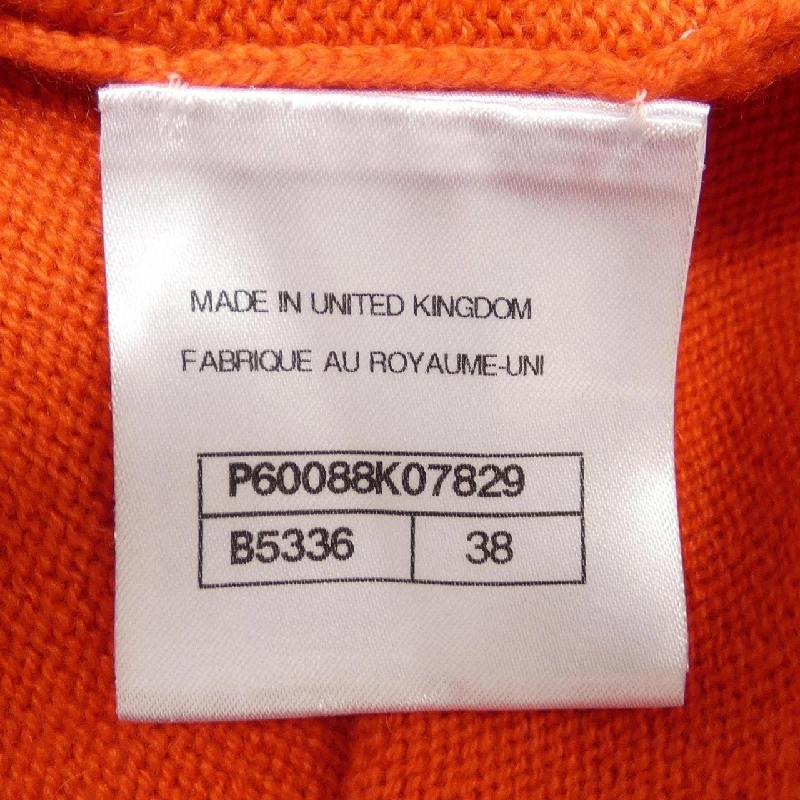 MADE IN UNITED KINGDOM
FABRIQUE AU ROYAUME-UNI
P60088K07829
B5336 38